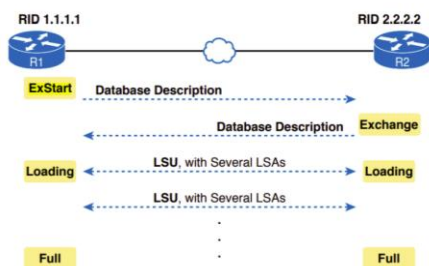 RID 1.1.1.1 RID 2.2.2.2
R1 R2
ExStart
Database Description
Database Description Exchange
Loading LSU, with Several LSAs Loading
LSU, with Several LSAs
.
.
.
Full Full